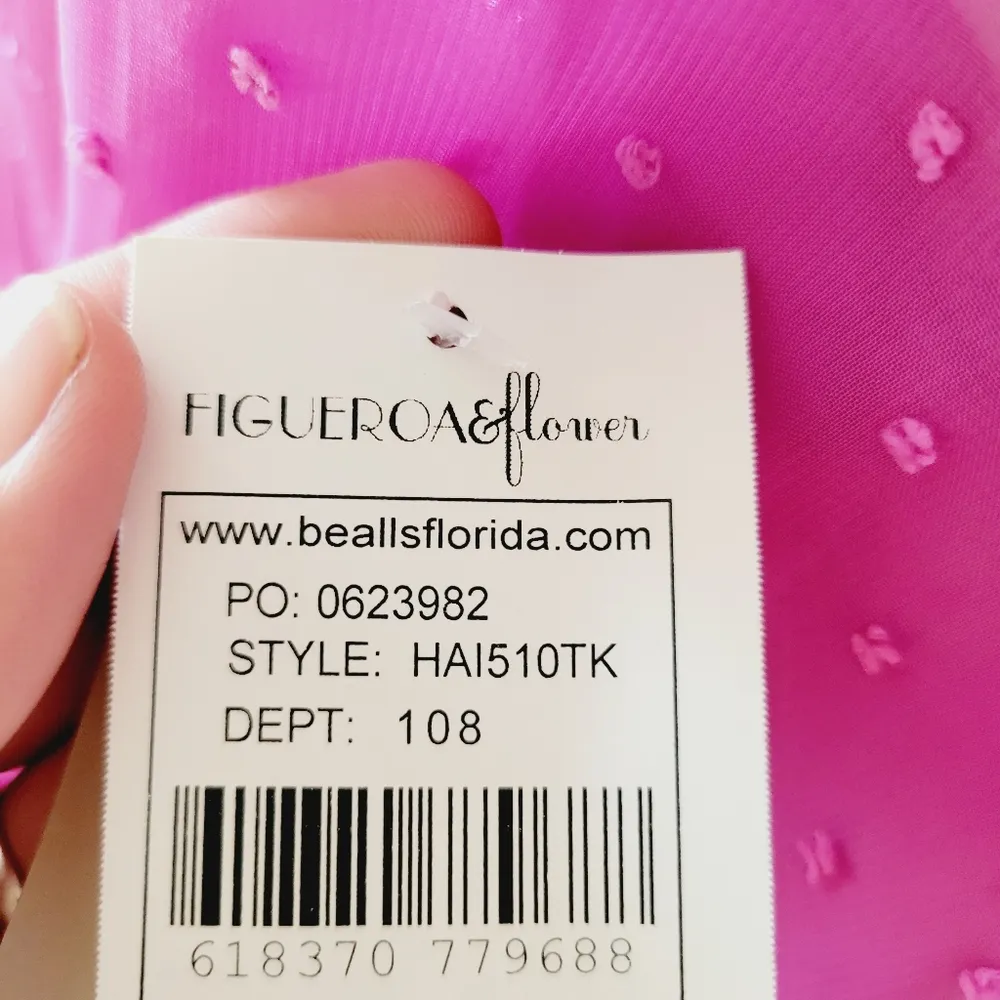 FIGUEROA&flower
www.beallsflorida.com
PO: 0623982
STYLE: HAI510TK
DEPT: 108
618370 779688